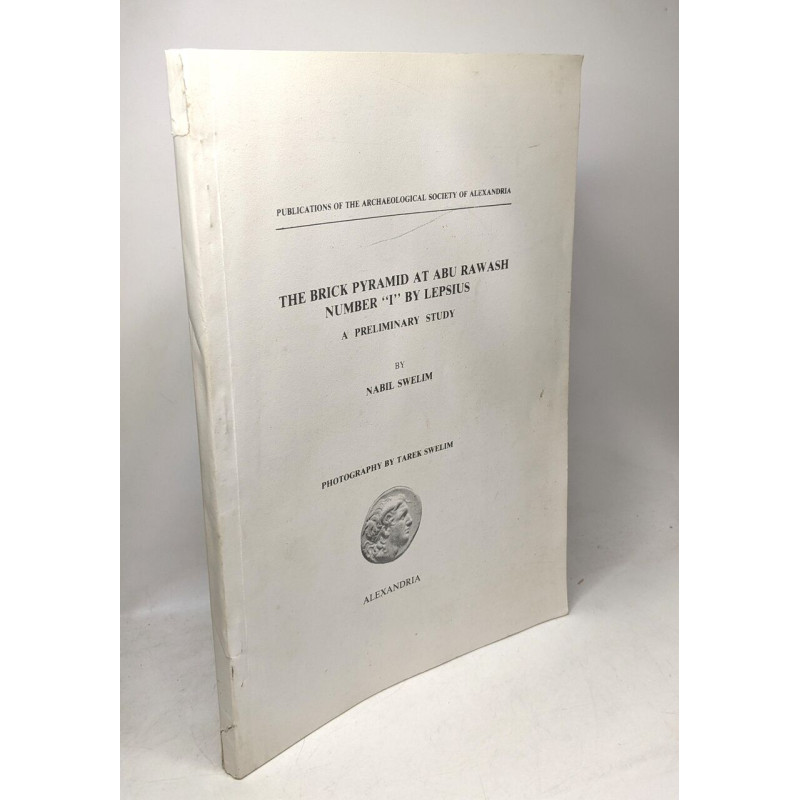 PUBLICATIONS OF THE ARCHAEOLOGICAL SOCIETY OF ALEXANDRIA
THE BRICK PYRAMID AT ABU RAWASH
NUMBER “I” BY LEPSIUS
A PRELIMINARY STUDY
BY
NABIL SWELIM
PHOTOGRAPHY BY TAREK SWELIM
ALEXANDRIA